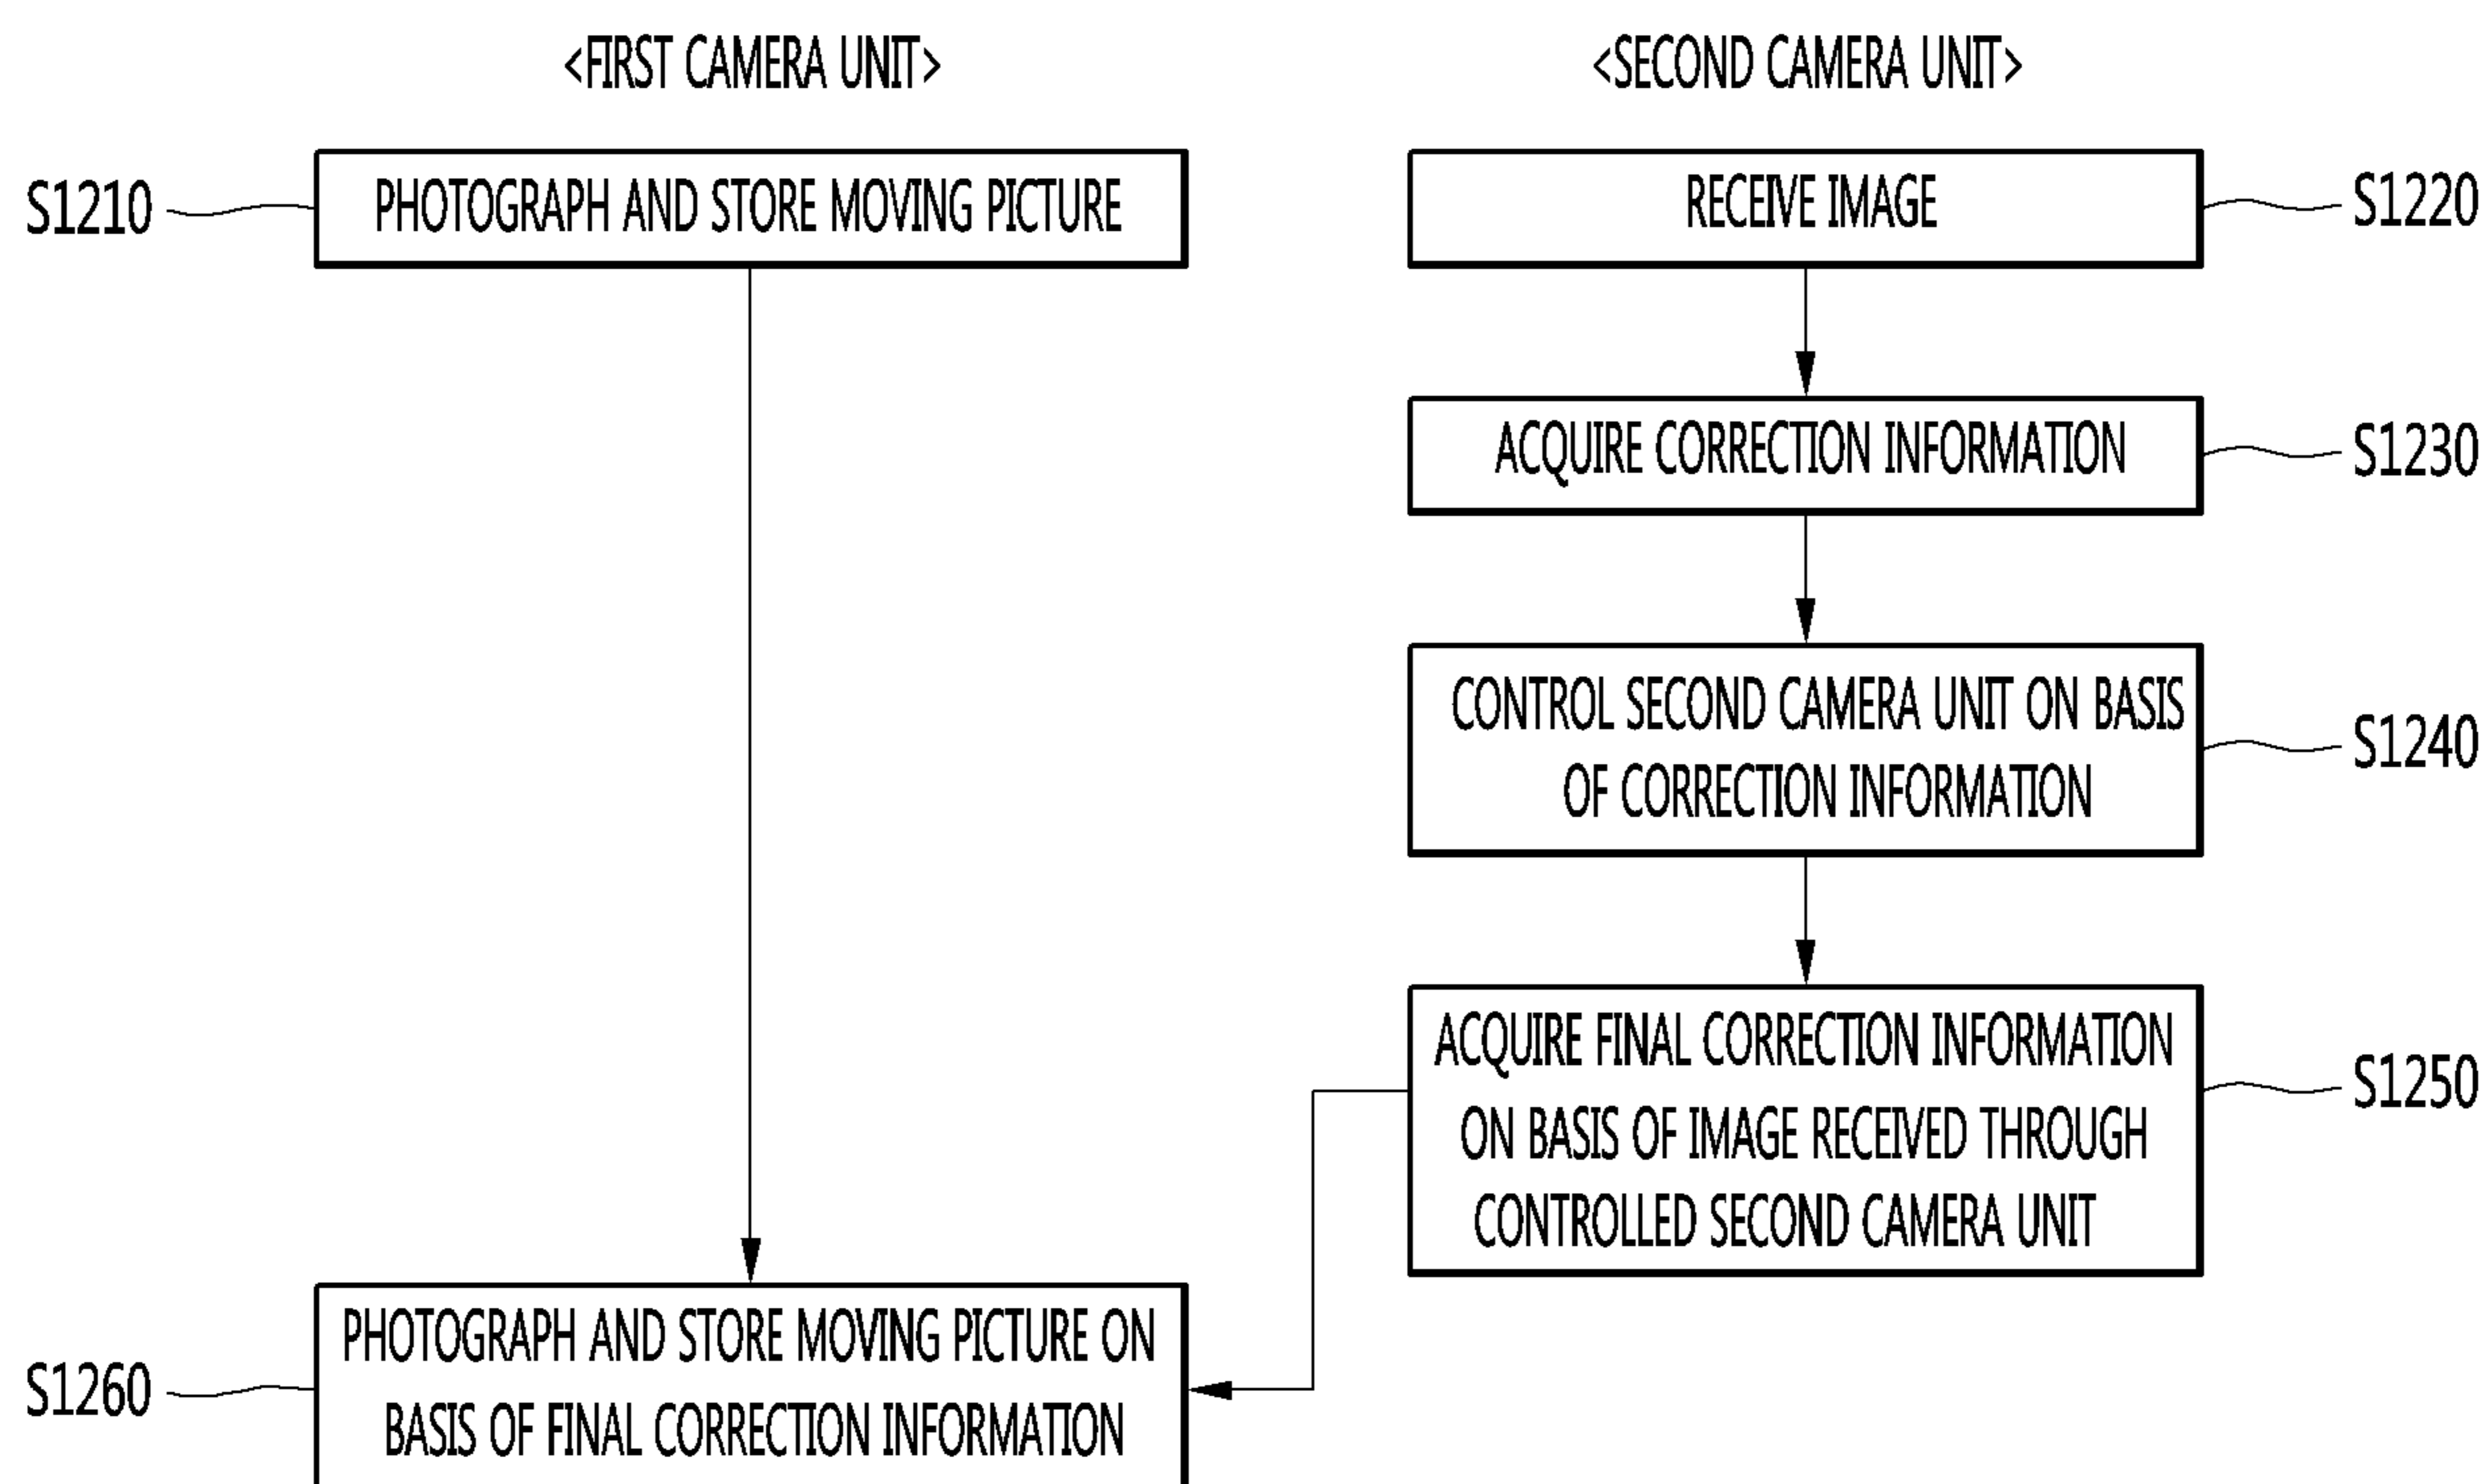 <FIRST CAMERA UNIT>
<SECOND CAMERA UNIT>
S1210
PHOTOGRAPH AND STORE MOVING PICTURE
RECEIVE IMAGE
S1220
ACQUIRE CORRECTION INFORMATION
S1230
CONTROL SECOND CAMERA UNIT ON BASIS
OF CORRECTION INFORMATION
S1240
ACQUIRE FINAL CORRECTION INFORMATION
ON BASIS OF IMAGE RECEIVED THROUGH
CONTROLLED SECOND CAMERA UNIT
S1250
S1260
PHOTOGRAPH AND STORE MOVING PICTURE ON
BASIS OF FINAL CORRECTION INFORMATION